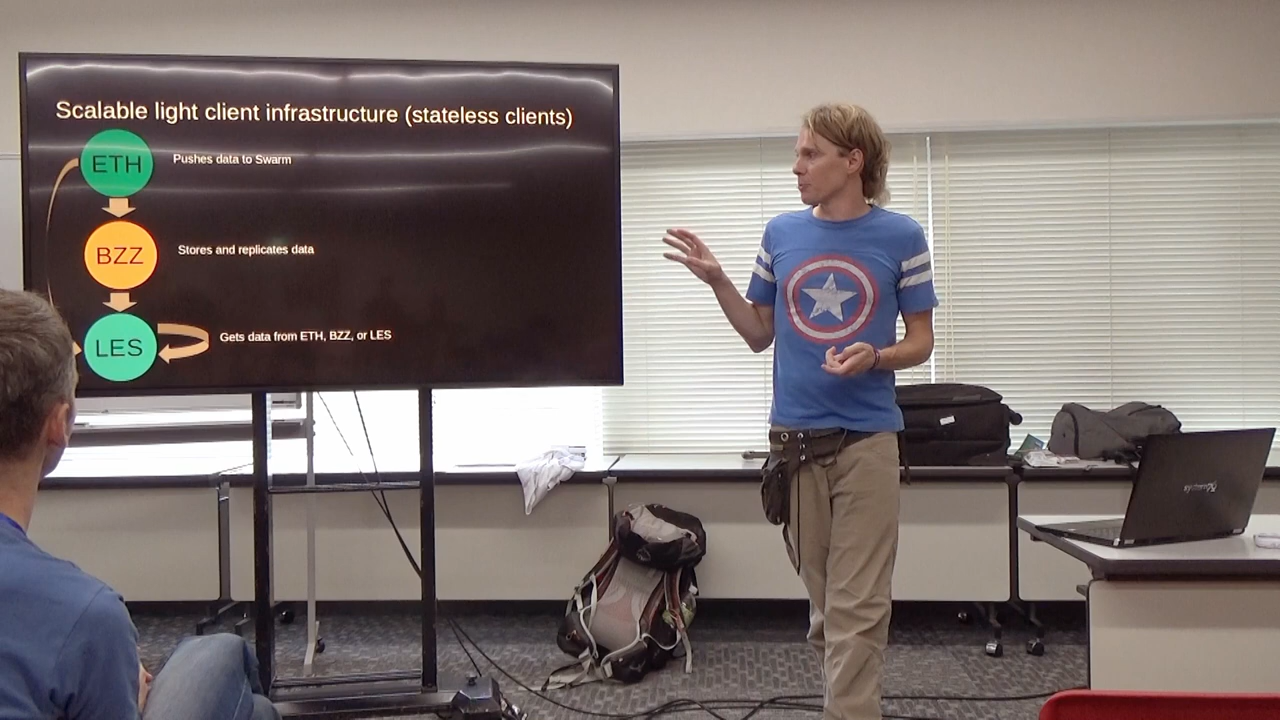 Scalable light client infrastructure (stateless clients)
ETH
Pushes data to Swarm
BZZ
Stores and replicates data
LES
Gets data from ETH, BZZ, or LES